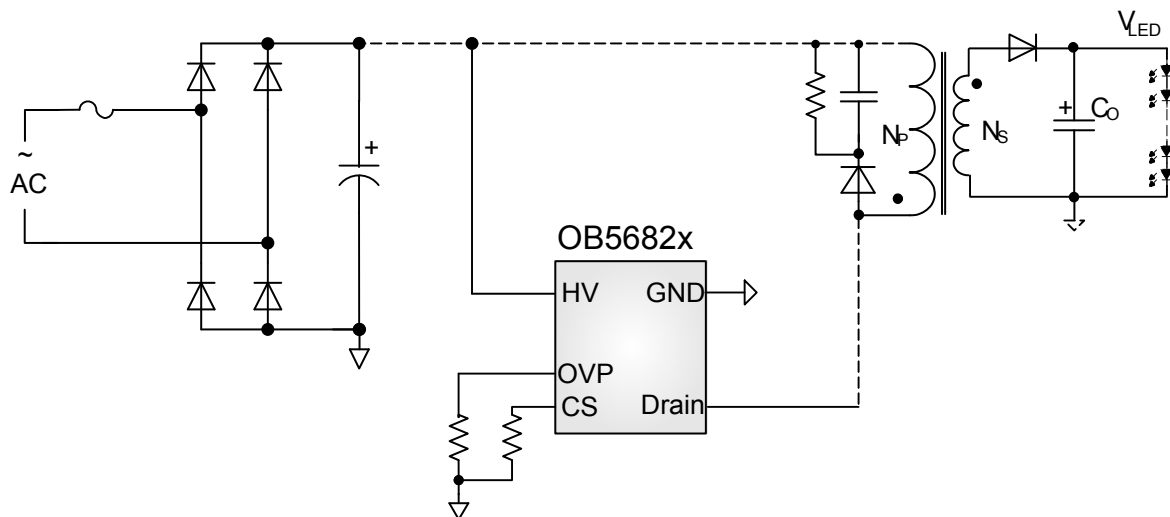 V_LED
+
~
AC
+
N_P
N_S
+
C_O
OB5682x
HV
GND
OVP
CS
Drain